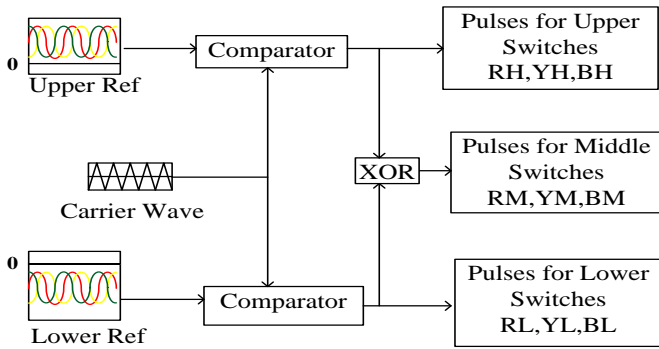 0
Upper Ref
Comparator
Pulses for Upper
Switches
RH,YH,BH
Carrier Wave
XOR
Pulses for Middle
Switches
RM,YM,BM
0
Lower Ref
Comparator
Pulses for Lower
Switches
RL,YL,BL